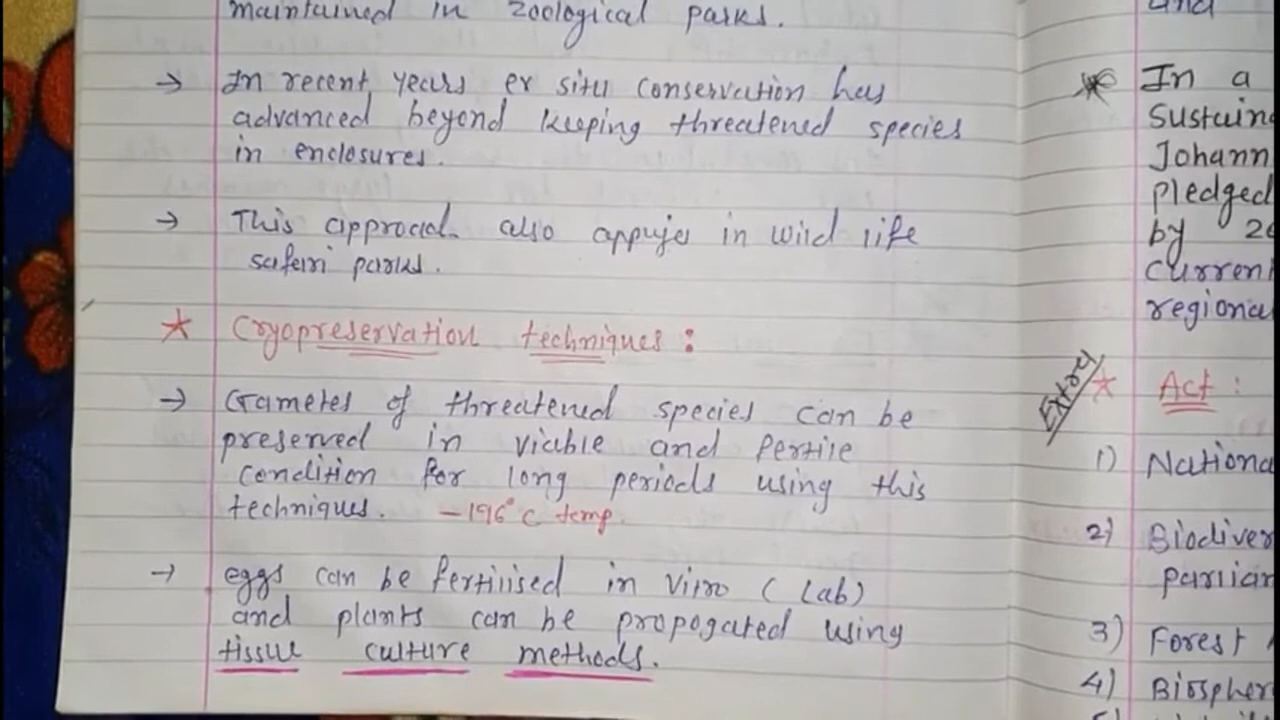 maintained in zoological parks.
→ In recent years ex situ conservation has
advanced beyond keeping threatened species
in enclosures.
→ This approach also applies in wild life
safari parks.
★ Cryopreservation techniques :
→ Gametes of threatened species can be
preserved in viable and fertile
condition for long periods using this
techniques. -196°C temp.
→ eggs can be fertilised in vitro (Lab)
and plants can be propogated using
tissue culture methods.
and
In a
Sustain
Johann
pledged
by 20
curren
regiona
Extra
★ Act :
1) Nationa
2) Biodiver
parliam
3) Forest
4) Biospher